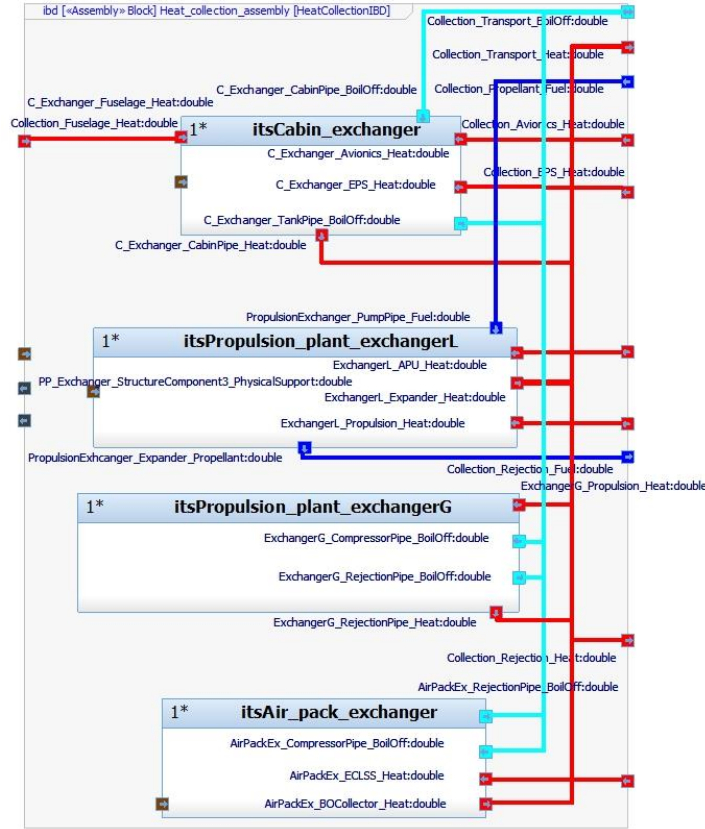 ibd [«Assembly» Block] Heat_collection_assembly [HeatCollectionIBD]
Collection_Transport_BoilOff:double
Collection_Transport_Heat:double
C_Exchanger_CabinPipe_BoilOff:double
Collection_Propellant_Fuel:double
C_Exchanger_Fuselage_Heat:double
Collection_Fuselage_Heat:double
1* itsCabin_exchanger
Collection_Avionics_Heat:double
C_Exchanger_Avionics_Heat:double
Collection_EPS_Heat:double
C_Exchanger_EPS_Heat:double
C_Exchanger_TankPipe_BoilOff:double
C_Exchanger_CabinPipe_Heat:double
PropulsionExchanger_PumpPipe_Fuel:double
1* itsPropulsion_plant_exchangerL
ExchangerL_APU_Heat:double
PP_Exchanger_StructureComponent3_PhysicalSupport:double
ExchangerL_Expander_Heat:double
ExchangerL_Propulsion_Heat:double
PropulsionExhcanger_Expander_Propellant:double
Collection_Rejection_Fuel:double
ExchangerG_Propulsion_Heat:double
1* itsPropulsion_plant_exchangerG
ExchangerG_CompressorPipe_BoilOff:double
ExchangerG_RejectionPipe_BoilOff:double
ExchangerG_RejectionPipe_Heat:double
Collection_Rejection_Heat:double
AirPackEx_RejectionPipe_BoilOff:double
1* itsAir_pack_exchanger
AirPackEx_CompressorPipe_BoilOff:double
AirPackEx_ECLSS_Heat:double
AirPackEx_BOCollector_Heat:double